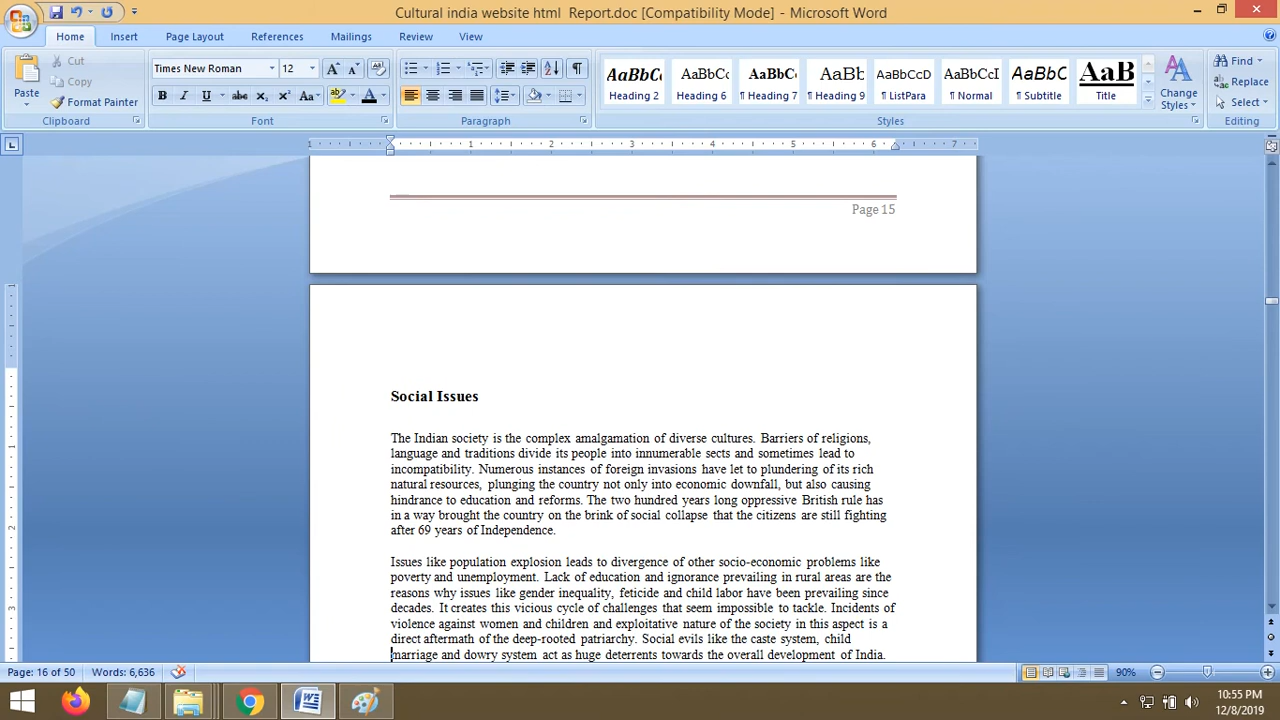 Cultural india website html  Report.doc [Compatibility Mode] - Microsoft Word
Home Insert Page Layout References Mailings Review View
Paste
Cut
Copy
Format Painter
Clipboard
Times New Roman 12
B I U abc x₂ x² Aa
Font
Paragraph
AaBbCc AaBbCc AaBbCc AaBb AaBbCcD AaBbCcI AaBbC AaB
Heading 2 ¶ Heading 6 ¶ Heading 7 ¶ Heading 9 ¶ ListPara ¶ Normal ¶ Subtitle Title
Change Styles
Styles
Find
Replace
Select
Editing
1 1 2 3 4 5 6 7
Page 15
Social Issues
The Indian society is the complex amalgamation of diverse cultures. Barriers of religions,
language and traditions divide its people into innumerable sects and sometimes lead to
incompatibility. Numerous instances of foreign invasions have let to plundering of its rich
natural resources, plunging the country not only into economic downfall, but also causing
hindrance to education and reforms. The two hundred years long oppressive British rule has
in a way brought the country on the brink of social collapse that the citizens are still fighting
after 69 years of Independence.
Issues like population explosion leads to divergence of other socio-economic problems like
poverty and unemployment. Lack of education and ignorance prevailing in rural areas are the
reasons why issues like gender inequality, feticide and child labor have been prevailing since
decades. It creates this vicious cycle of challenges that seem impossible to tackle. Incidents of
violence against women and children and exploitative nature of the society in this aspect is a
direct aftermath of the deep-rooted patriarchy. Social evils like the caste system, child
marriage and dowry system act as huge deterrents towards the overall development of India.
Page: 16 of 50 Words: 6,636 90%
10:55 PM
12/8/2019